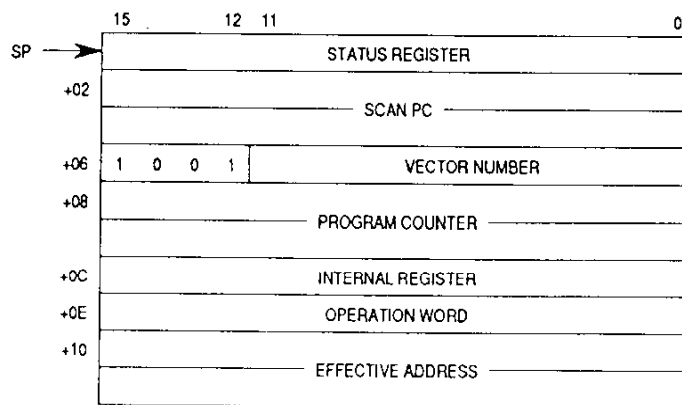 15 12 11 0
SP STATUS REGISTER
+02
SCAN PC
+06 1 0 0 1 VECTOR NUMBER
+08
PROGRAM COUNTER
+0C INTERNAL REGISTER
+0E OPERATION WORD
+10
EFFECTIVE ADDRESS